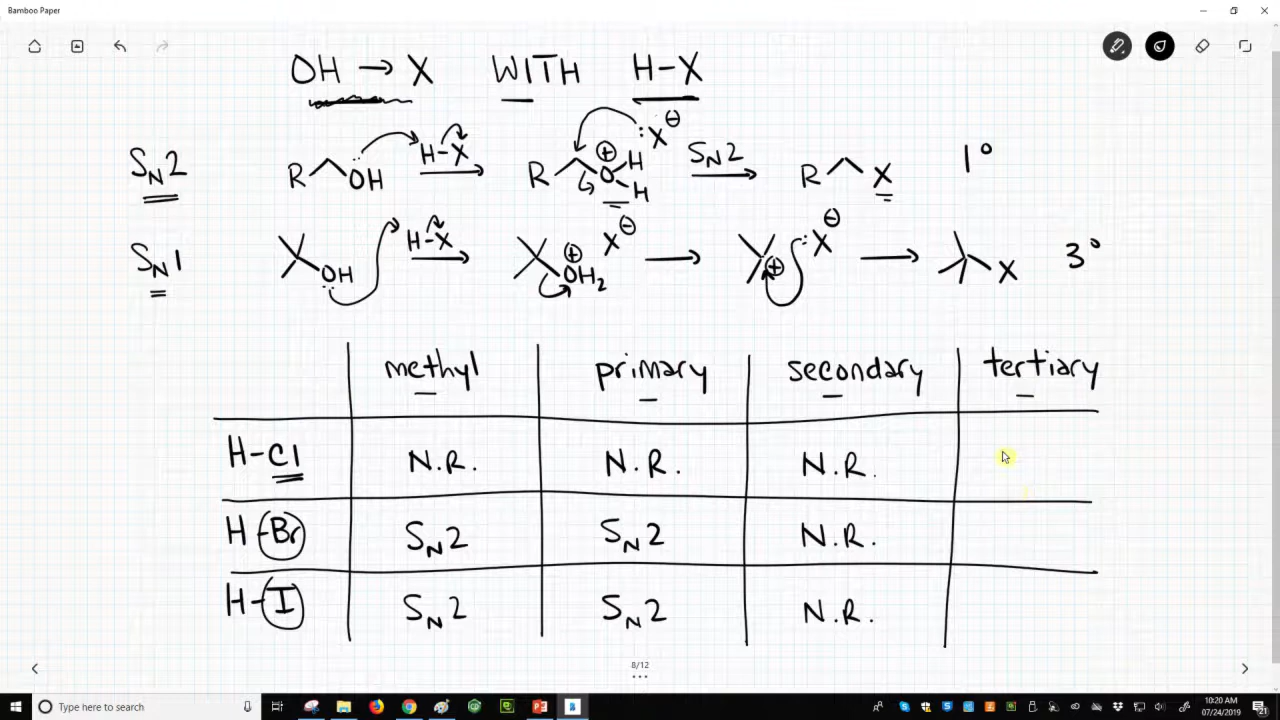 Bamboo Paper
OH → X WITH H-X
SN2 R OH H-X R O⊕ H H :X⊖ SN2 R X 1°
SN1 OH H-X ⊕OH2 X⊖ ⊕ :X⊖ X 3°
methyl primary secondary tertiary
H-Cl N.R. N.R. N.R.
H-Br SN2 SN2 N.R.
H-I SN2 SN2 N.R.
8/12
Type here to search
10:20 AM
07/24/2019
21